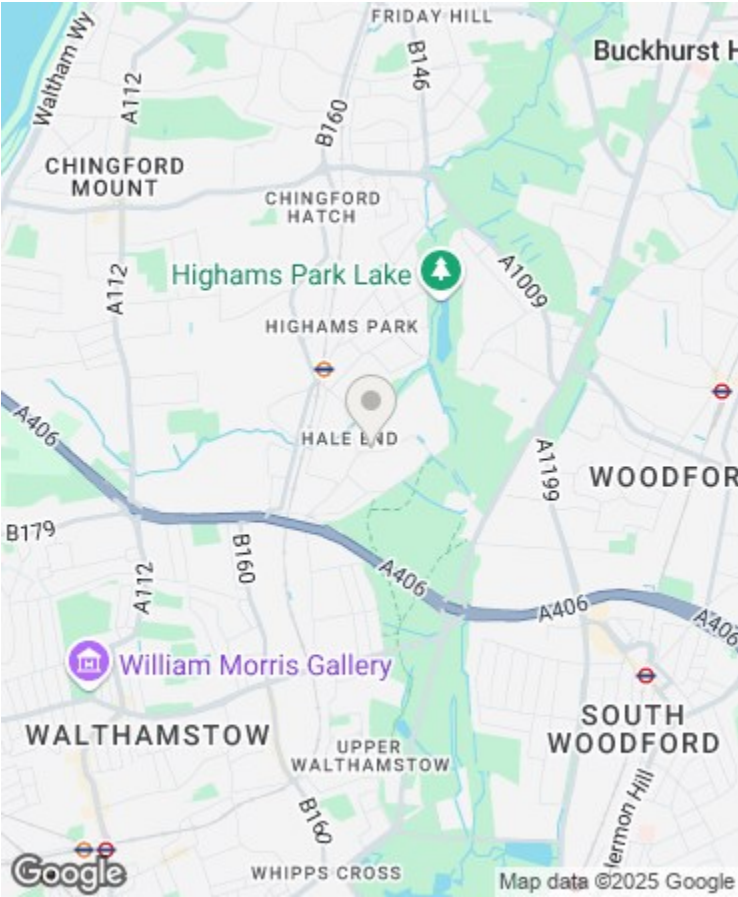 FRIDAY HILL
Waltham Wy
A112
B160
B146
Buckhurst H
CHINGFORD
MOUNT
CHINGFORD
HATCH
Highams Park Lake
A1009
A112
HIGHAMS PARK
A406
HALE END
A1199
WOODFOR
B179
B160
A112
A406
A406
A406
William Morris Gallery
WALTHAMSTOW
SOUTH
WOODFORD
UPPER
WALTHAMSTOW
B160
Hermon Hill
WHIPPS CROSS
Google
Map data ©2025 Google